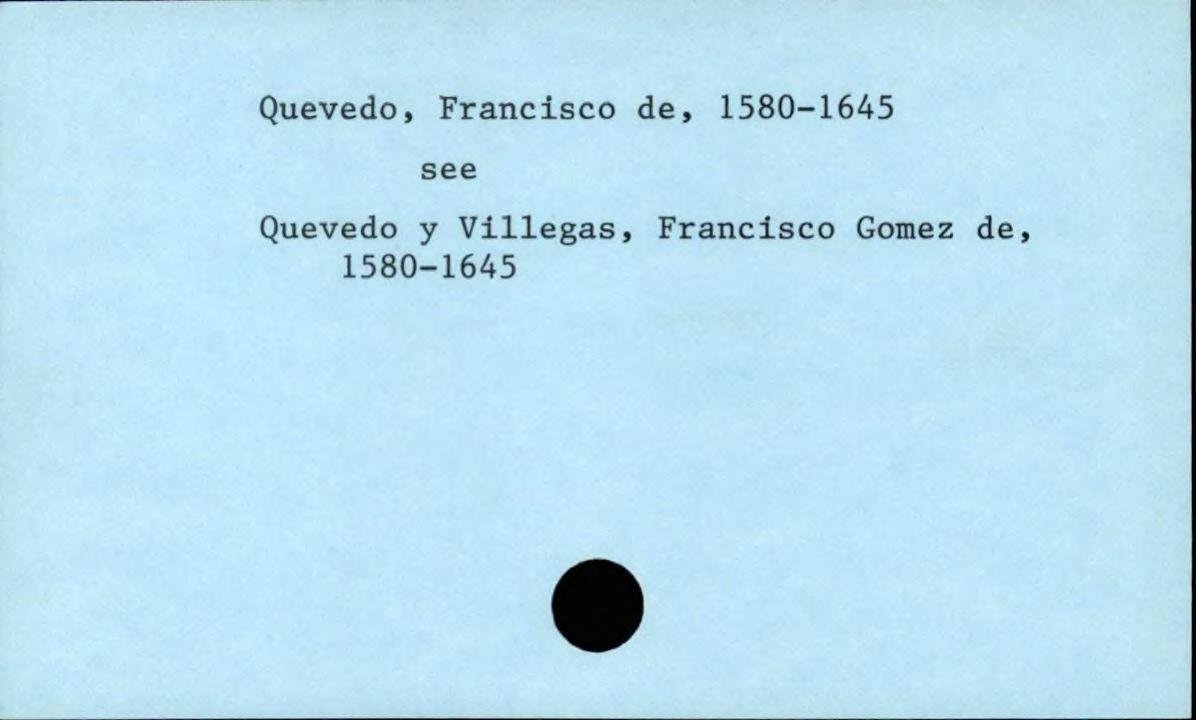 Quevedo, Francisco de, 1580-1645
see
Quevedo y Villegas, Francisco Gomez de,
1580-1645